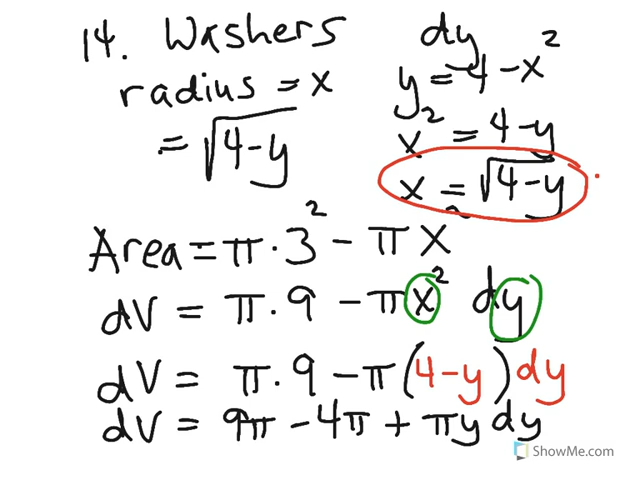 14. Washers dy
radius = x y = 4 - x²
= √4-y x² = 4-y
x = √4-y
Area = π · 3² - πx²
dV = π · 9 - πx² dy
dV = π · 9 - π(4-y) dy
dV = 9π - 4π + πy dy
ShowMe.com